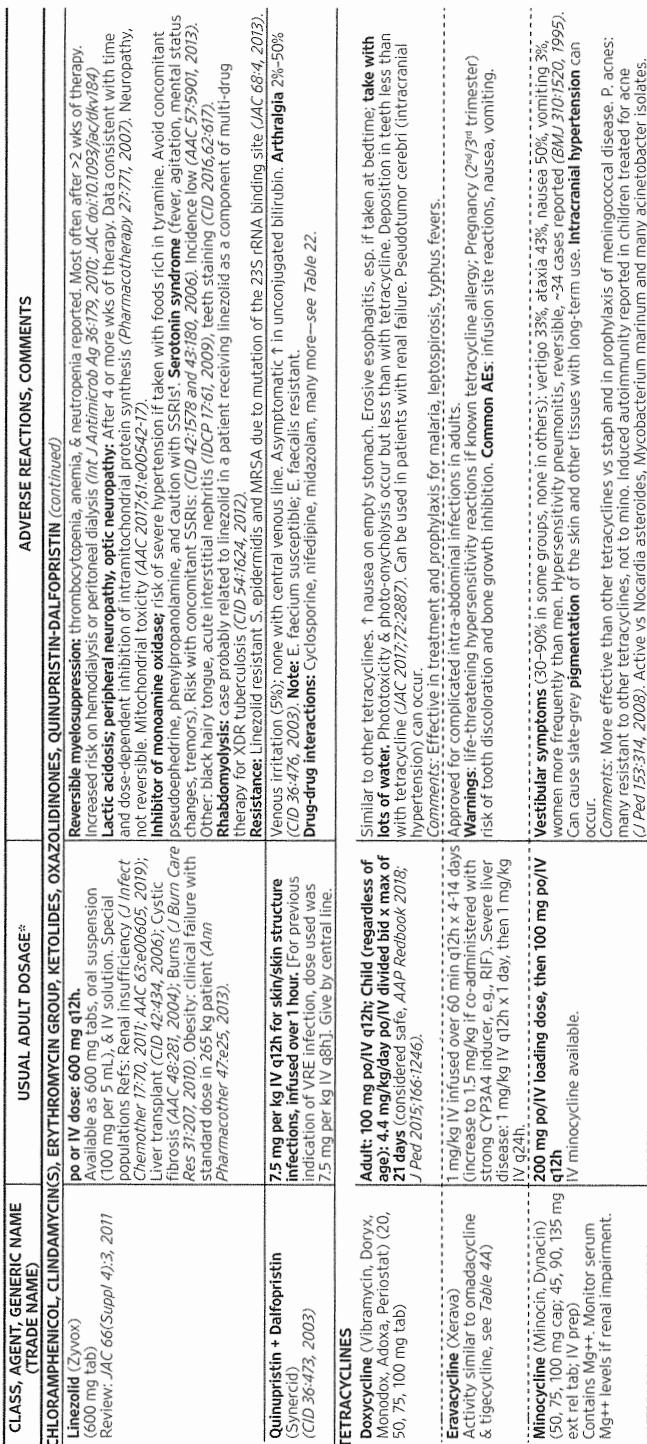 CLASS, AGENT, GENERIC NAME
(TRADE NAME)
USUAL ADULT DOSAGE*
ADVERSE REACTIONS, COMMENTS
CHLORAMPHENICOL, CLINDAMYCIN(S), ERYTHROMYCIN GROUP, KETOLIDES, OXAZOLIDINONES, QUINUPRISTIN-DALFOPRISTIN (continued)
Linezolid (Zyvox)
(600 mg tab)
Review: JAC 66(Suppl 4):3, 2011
po or IV dose: 600 mg q12h.
Available as 600 mg tabs, oral suspension
(100 mg per 5 mL), & IV solution. Special
populations Refs: Renal insufficiency (J Infect
Chemother 17:70, 2011; AAC 63:e00605, 2019);
Liver transplant (CID 42:434, 2006); Cystic
fibrosis (AAC 48:281, 2004); Burns (J Burn Care
Res 31:207, 2010). Obesity: clinical failure with
standard dose in 265 kg patient (Ann
Pharmacother 47:e25, 2013).
Reversible myelosuppression: thrombocytopenia, anemia, & neutropenia reported. Most often after >2 wks of therapy.
Increased risk on hemodialysis or peritoneal dialysis (Int J Antimicrob Ag 36:179, 2010; JAC doi:10.1093/jac/dkv184)
Lactic acidosis; peripheral neuropathy, optic neuropathy: After 4 or more wks of therapy. Data consistent with time
and dose-dependent inhibition of intramitochondrial protein synthesis (Pharmacotherapy 27:771, 2007). Neuropathy,
not reversible. Mitochondrial toxicity (AAC 2017;61:e00542-17).
Inhibitor of monoamine oxidase; risk of severe hypertension if taken with foods rich in tyramine. Avoid concomitant
pseudoephedrine, phenylpropanolamine, and caution with SSRIs¹. Serotonin syndrome (fever, agitation, mental status
changes, tremors). Risk with concomitant SSRIs: (CID 42:1578 and 43:180, 2006). Incidence low (AAC 57:5901, 2013).
Other: black hairy tongue, acute interstitial nephritis (IDCP 17:61, 2009), teeth staining (CID 2016,62:617).
Rhabdomyolysis: case probably related to linezolid in a patient receiving linezolid as a component of multi-drug
therapy for XDR tuberculosis (CID 54:1624, 2012).
Resistance: Linezolid resistant S. epidermidis and MRSA due to mutation of the 23S rRNA binding site (JAC 68:4, 2013).
Quinupristin + Dalfopristin
(Synercid)
(CID 36:473, 2003)
7.5 mg per kg IV q12h for skin/skin structure
infections, infused over 1 hour. [For previous
indication of VRE infection, dose used was
7.5 mg per kg IV q8h]. Give by central line.
Venous irritation (5%); none with central venous line. Asymptomatic ↑ in unconjugated bilirubin. Arthralgia 2%–50%
(CID 36:476, 2003). Note: E. faecium susceptible; E. faecalis resistant.
Drug-drug interactions: Cyclosporine, nifedipine, midazolam, many more—see Table 22.
TETRACYCLINES
Doxycycline (Vibramycin, Doryx,
Monodox, Adoxa, Periostat) (20,
50, 75, 100 mg tab)
Adult: 100 mg po/IV q12h; Child (regardless of
age): 4.4 mg/kg/day po/IV divided bid x max of
21 days (considered safe, AAP Redbook 2018;
J Ped 2015;166:1246).
Similar to other tetracyclines. ↑ nausea on empty stomach. Erosive esophagitis, esp. if taken at bedtime; take with
lots of water. Phototoxicity & photo-onycholysis occur but less than with tetracycline. Deposition in teeth less than
with tetracycline (JAC 2017;72:2887). Can be used in patients with renal failure. Pseudotumor cerebri (intracranial
hypertension) can occur.
Comments: Effective in treatment and prophylaxis for malaria, leptospirosis, typhus fevers.
Eravacycline (Xerava)
Activity similar to omadacycline
& tigecycline, see Table 4A)
1 mg/kg IV infused over 60 min q12h x 4-14 days
(increase to 1.5 mg/kg if co-administered with
strong CYP3A4 inducer, e.g., RIF). Severe liver
disease: 1 mg/kg IV q12h x 1 day, then 1 mg/kg
IV q24h.
Approved for complicated intra-abdominal infections in adults.
Warnings: life-threatening hypersensitivity reactions if known tetracycline allergy; Pregnancy (2nd/3rd trimester)
risk of tooth discoloration and bone growth inhibition. Common AEs: infusion site reactions, nausea, vomiting.
Minocycline (Minocin, Dynacin)
(50, 75, 100 mg cap; 45, 90, 135 mg
ext rel tab; IV prep)
Contains Mg++. Monitor serum
Mg++ levels if renal impairment.
200 mg po/IV loading dose, then 100 mg po/IV
q12h
IV minocycline available.
Vestibular symptoms (30–90% in some groups, none in others): vertigo 33%, ataxia 43%, nausea 50%, vomiting 3%,
women more frequently than men. Hypersensitivity pneumonitis, reversible, ~34 cases reported (BMJ 310:1520, 1995).
Can cause slate-grey pigmentation of the skin and other tissues with long-term use. Intracranial hypertension can
occur.
Comments: More effective than other tetracyclines vs staph and in prophylaxis of meningococcal disease. P. acnes:
many resistant to other tetracyclines, not to mino. Induced autoimmunity reported in children treated for acne
(J Ped 153:314, 2008). Active vs Nocardia asteroides, Mycobacterium marinum and many acinetobacter isolates.